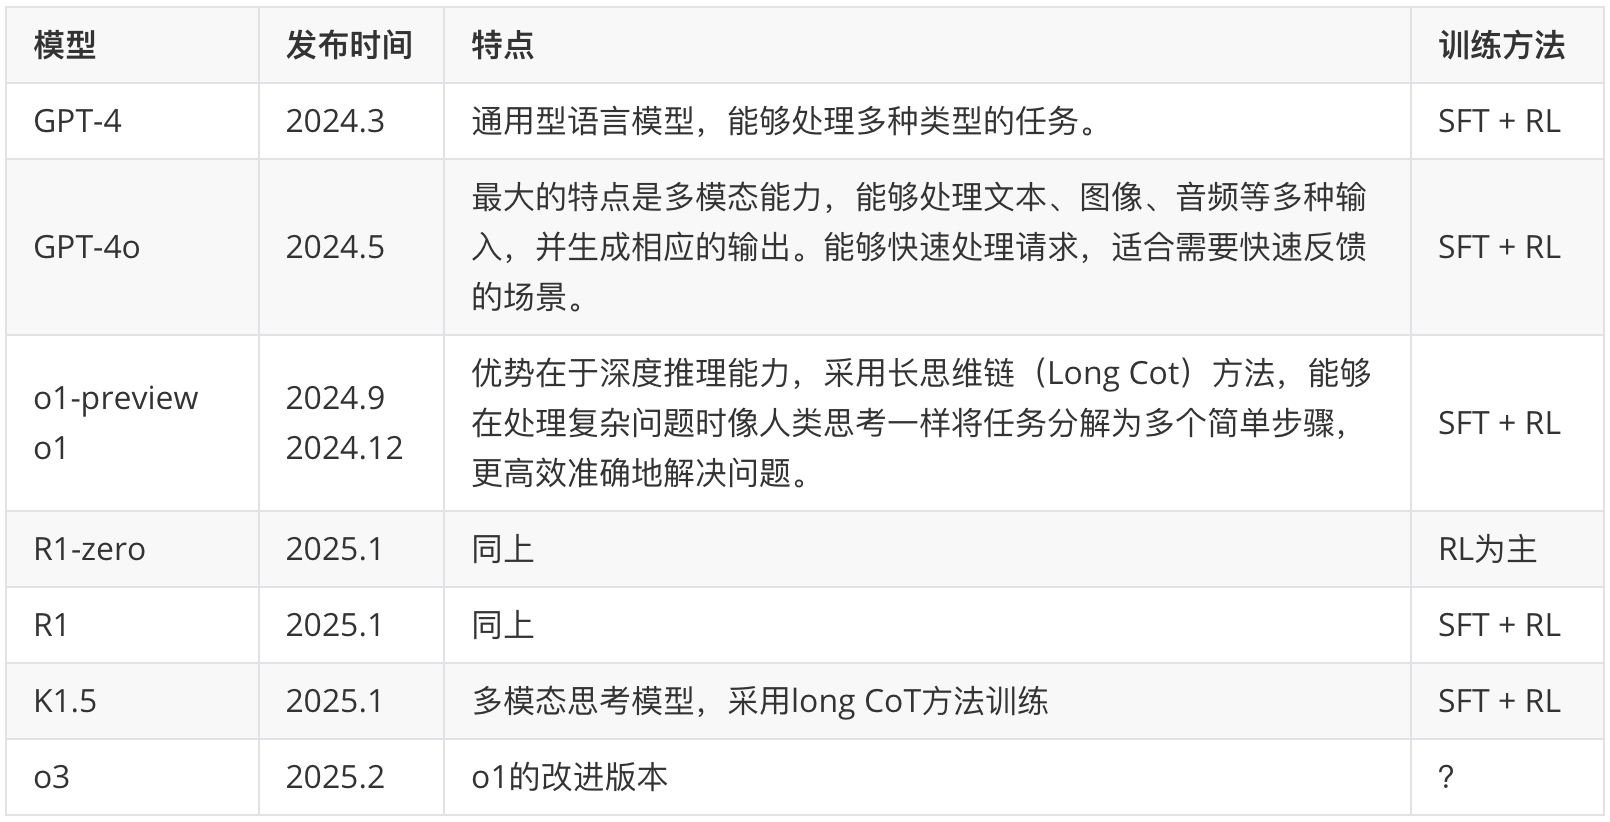 模型 发布时间 特点 训练方法
GPT-4 2024.3 通用型语言模型，能够处理多种类型的任务。 SFT + RL
最大的特点是多模态能力，能够处理文本、图像、音频等多种输
GPT-4o 2024.5 入，并生成相应的输出。能够快速处理请求，适合需要快速反馈 SFT + RL
的场景。
优势在于深度推理能力，采用长思维链（Long Cot）方法，能够
o1-preview 2024.9
在处理复杂问题时像人类思考一样将任务分解为多个简单步骤， SFT + RL
o1 2024.12
更高效准确地解决问题。
R1-zero 2025.1 同上 RL为主
R1 2025.1 同上 SFT + RL
K1.5 2025.1 多模态思考模型，采用long CoT方法训练 SFT + RL
o3 2025.2 o1的改进版本 ?